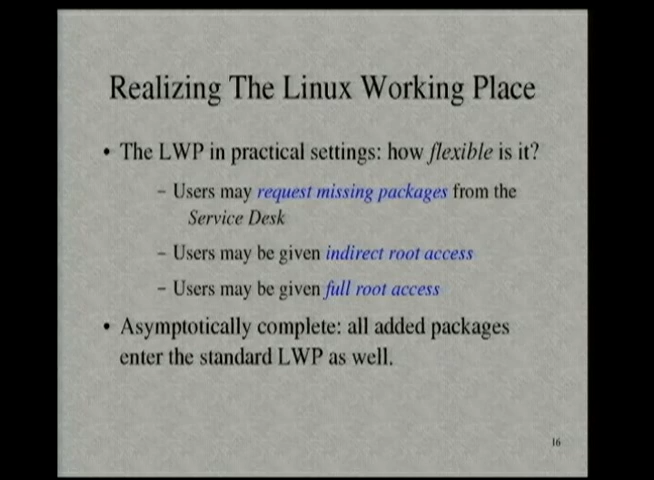 Realizing The Linux Working Place
• The LWP in practical settings: how flexible is it?
– Users may request missing packages from the
Service Desk
– Users may be given indirect root access
– Users may be given full root access
• Asymptotically complete: all added packages
enter the standard LWP as well.
16